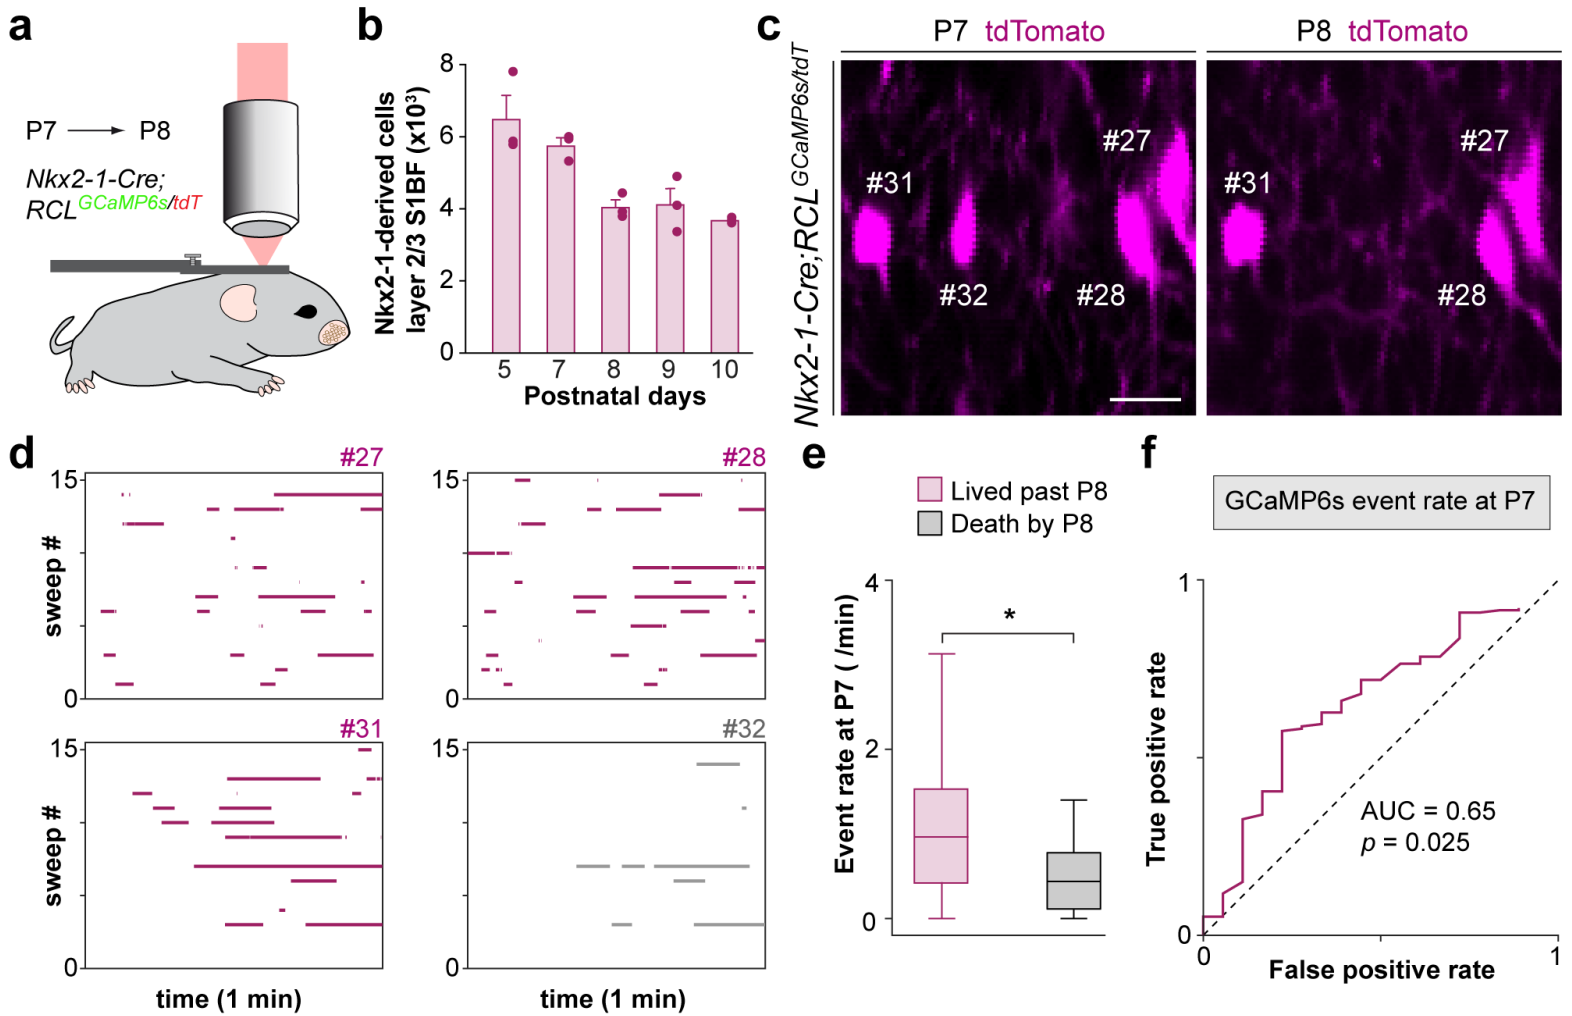 a
P7 → P8
Nkx2-1-Cre;
RCL GCaMP6s/tdT
b
Nkx2-1-derived cells
layer 2/3 S1BF (x10³)
8
6
4
2
0
5 7 8 9 10
Postnatal days
c
P7 tdTomato
P8 tdTomato
Nkx2-1-Cre;RCL GCaMP6s/tdT
#27
#31
#32
#28
#27
#31
#28
d
#27
15
sweep #
0
#28
15
0
#31
15
sweep #
0
time (1 min)
#32
15
0
time (1 min)
e
Lived past P8
Death by P8
Event rate at P7 ( /min)
4
2
0
*
f
GCaMP6s event rate at P7
True positive rate
1
0
AUC = 0.65
p = 0.025
0 1
False positive rate